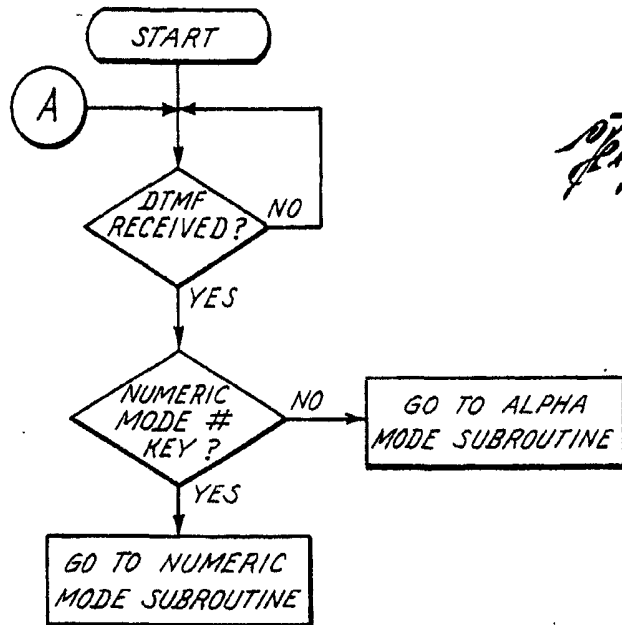 START
A
DTMF
RECEIVED?
NO
YES
NUMERIC
MODE #
KEY?
NO
GO TO ALPHA
MODE SUBROUTINE
YES
GO TO NUMERIC
MODE SUBROUTINE